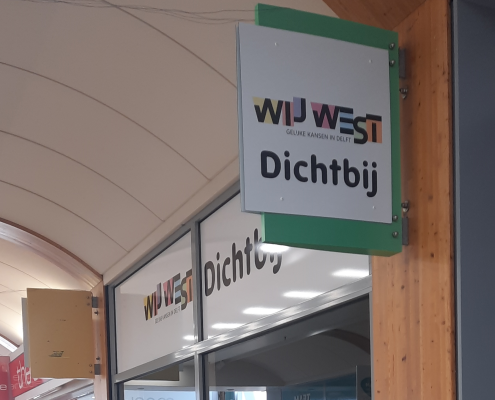 WIJ WEST
GELIJKE KANSEN IN DELFT
Dichtbij
WIJ WEST
Dichtbij